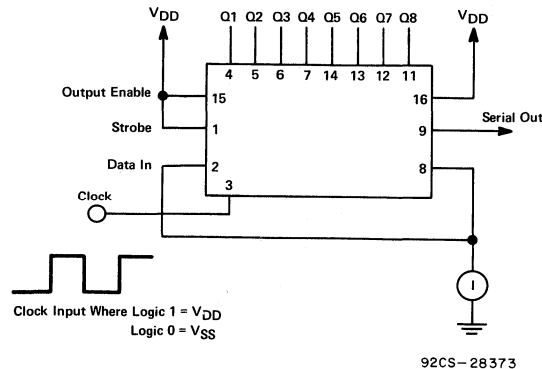 VDD Q1 Q2 Q3 Q4 Q5 Q6 Q7 Q8 VDD
4 5 6 7 14 13 12 11
Output Enable 15 16
Serial Out
Strobe 1 9
Data In 2 8
3
Clock
I
Clock Input Where Logic 1 = VDD
Logic 0 = VSS
92CS-28373